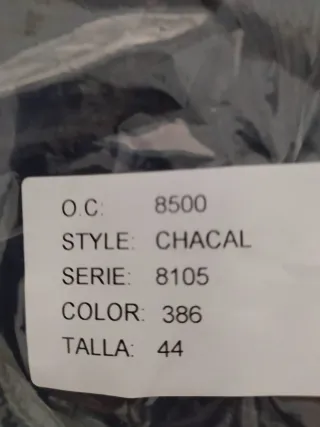 O.C: 8500
STYLE: CHACAL
SERIE: 8105
COLOR: 386
TALLA: 44